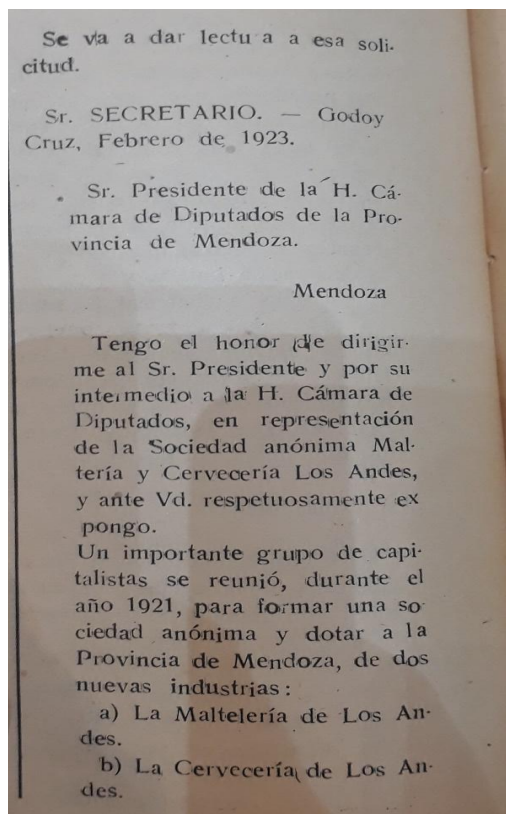 Se va a dar lectu a a esa soli-
citud.
Sr. SECRETARIO. — Godoy
Cruz, Febrero de 1923.
Sr. Presidente de la H. Cá-
mara de Diputados de la Pro-
vincia de Mendoza.
Mendoza
Tengo el honor de dirigir-
me al Sr. Presidente y por su
intermedio a la H. Cámara de
Diputados, en representación
de la Sociedad anónima Mal-
tería y Cervecería Los Andes,
y ante Vd. respetuosamente ex
pongo.
Un importante grupo de capi-
talistas se reunió, durante el
año 1921, para formar una so
ciedad anónima y dotar a la
Provincia de Mendoza, de dos
nuevas industrias:
a) La Maltelería de Los An-
des.
b) La Cervecería de Los An-
des.